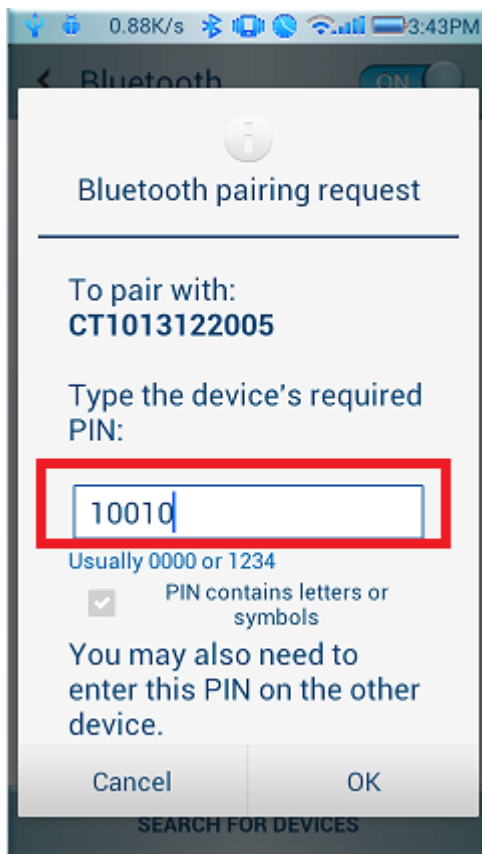 0.88K/s 3:43PM
Bluetooth ON
Bluetooth pairing request
To pair with:
CT1013122005
Type the device's required
PIN:
10010
Usually 0000 or 1234
PIN contains letters or
symbols
You may also need to
enter this PIN on the other
device.
Cancel OK
SEARCH FOR DEVICES